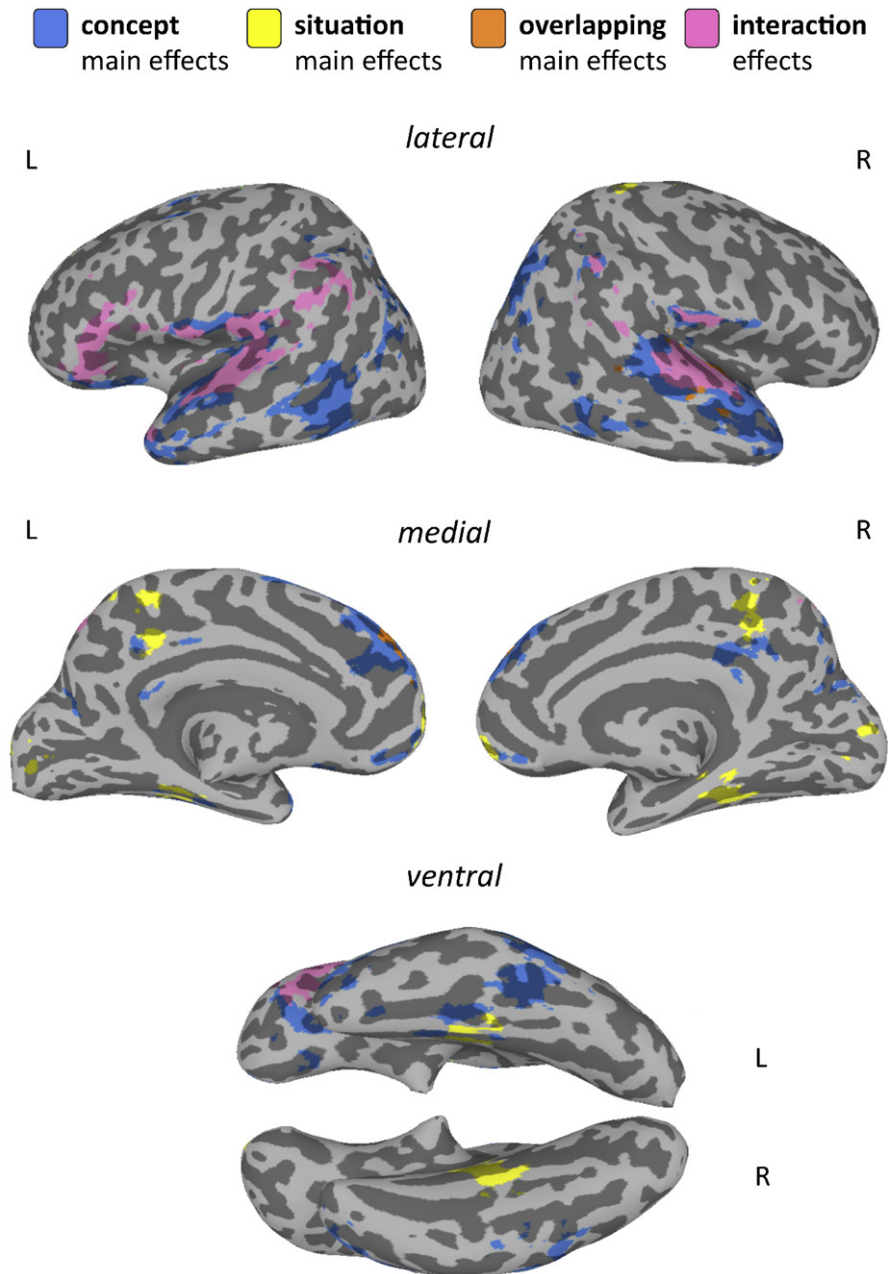 concept situation overlapping interaction
main effects main effects main effects effects
lateral
L R
L medial R
ventral
L
R